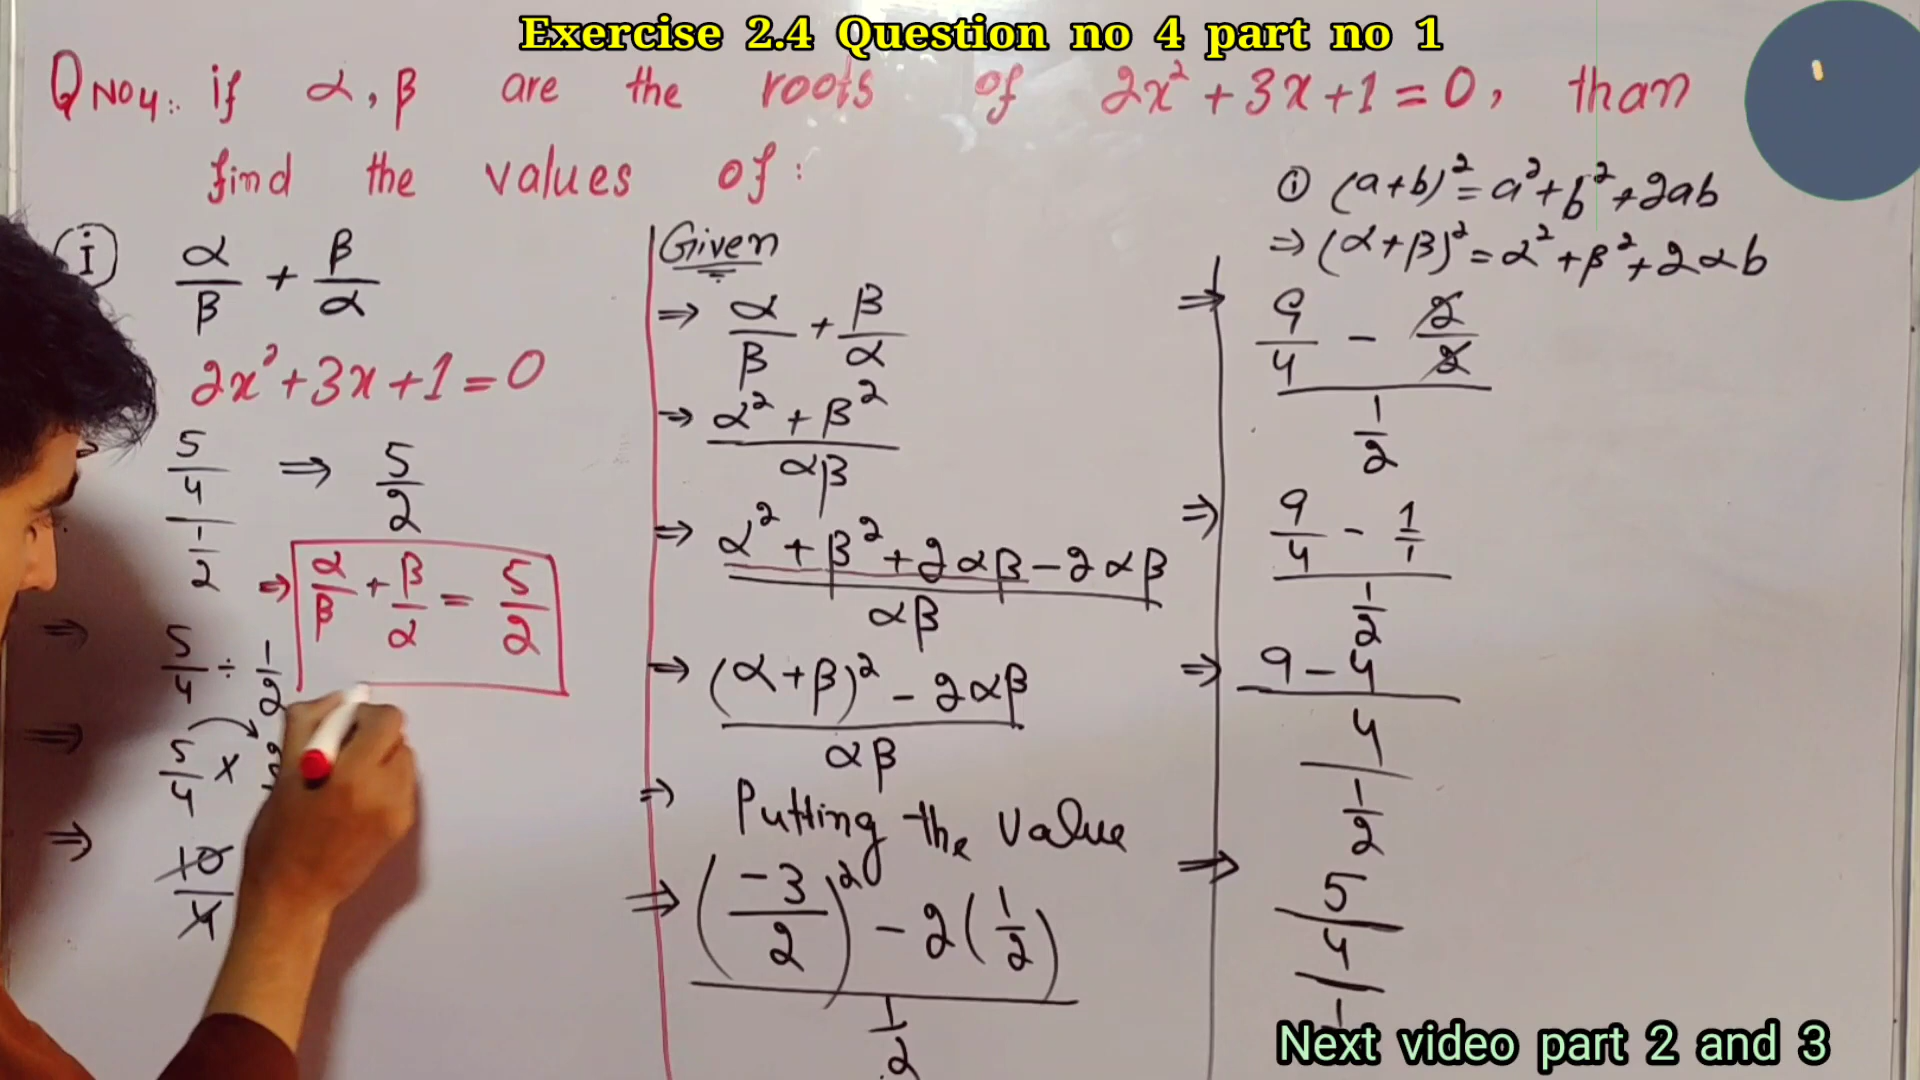 Exercise 2.4 Question no 4 part no 1
Q No4: if α, β are the roots of 2x² + 3x + 1 = 0, than
find the values of:
(i) α/β + β/α
2x² + 3x + 1 = 0
5/4 / 1/2 ⇒ 5/2
⇒ α/β + β/α = 5/2
⇒ 5/4 ÷ 1/2
⇒ 5/4 ×
⇒ 10/4
Given
⇒ α/β + β/α
⇒ α² + β² / αβ
⇒ α² + β² + 2αβ - 2αβ / αβ
⇒ (α + β)² - 2αβ / αβ
⇒ Putting the value
⇒ (-3/2)² - 2(1/2) / 1/2
① (a+b)² = a² + b² + 2ab
⇒ (α+β)² = α² + β² + 2αb
⇒ 9/4 - 2/2 / 1/2
⇒ 9/4 - 1/1 / 1/2
⇒ 9-4 / 4 / 1/2
⇒ 5/4 / 1
Next video part 2 and 3